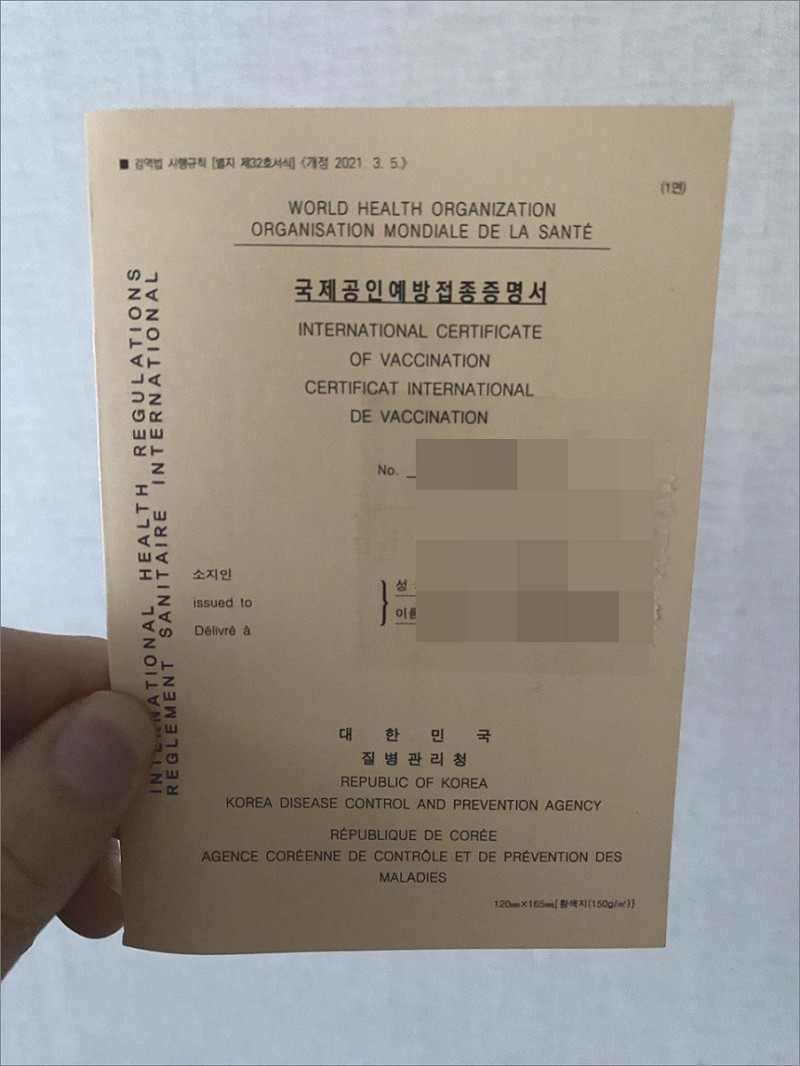 ■ 검역법 시행규칙 [별지 제32호서식] <개정 2021. 3. 5.>
(1면)
WORLD HEALTH ORGANIZATION
ORGANISATION MONDIALE DE LA SANTÉ
국제공인예방접종증명서
INTERNATIONAL CERTIFICATE
OF VACCINATION
CERTIFICAT INTERNATIONAL
DE VACCINATION
No.
소지인
issued to
Délivré à
성
이름
INTERNATIONAL HEALTH REGULATIONS
REGLEMENT SANITAIRE INTERNATIONAL
대 한 민 국
질병관리청
REPUBLIC OF KOREA
KOREA DISEASE CONTROL AND PREVENTION AGENCY
RÉPUBLIQUE DE CORÉE
AGENCE CORÉENNE DE CONTRÔLE ET DE PRÉVENTION DES
MALADIES
120㎜×165㎜[황색지(150g/㎡)]